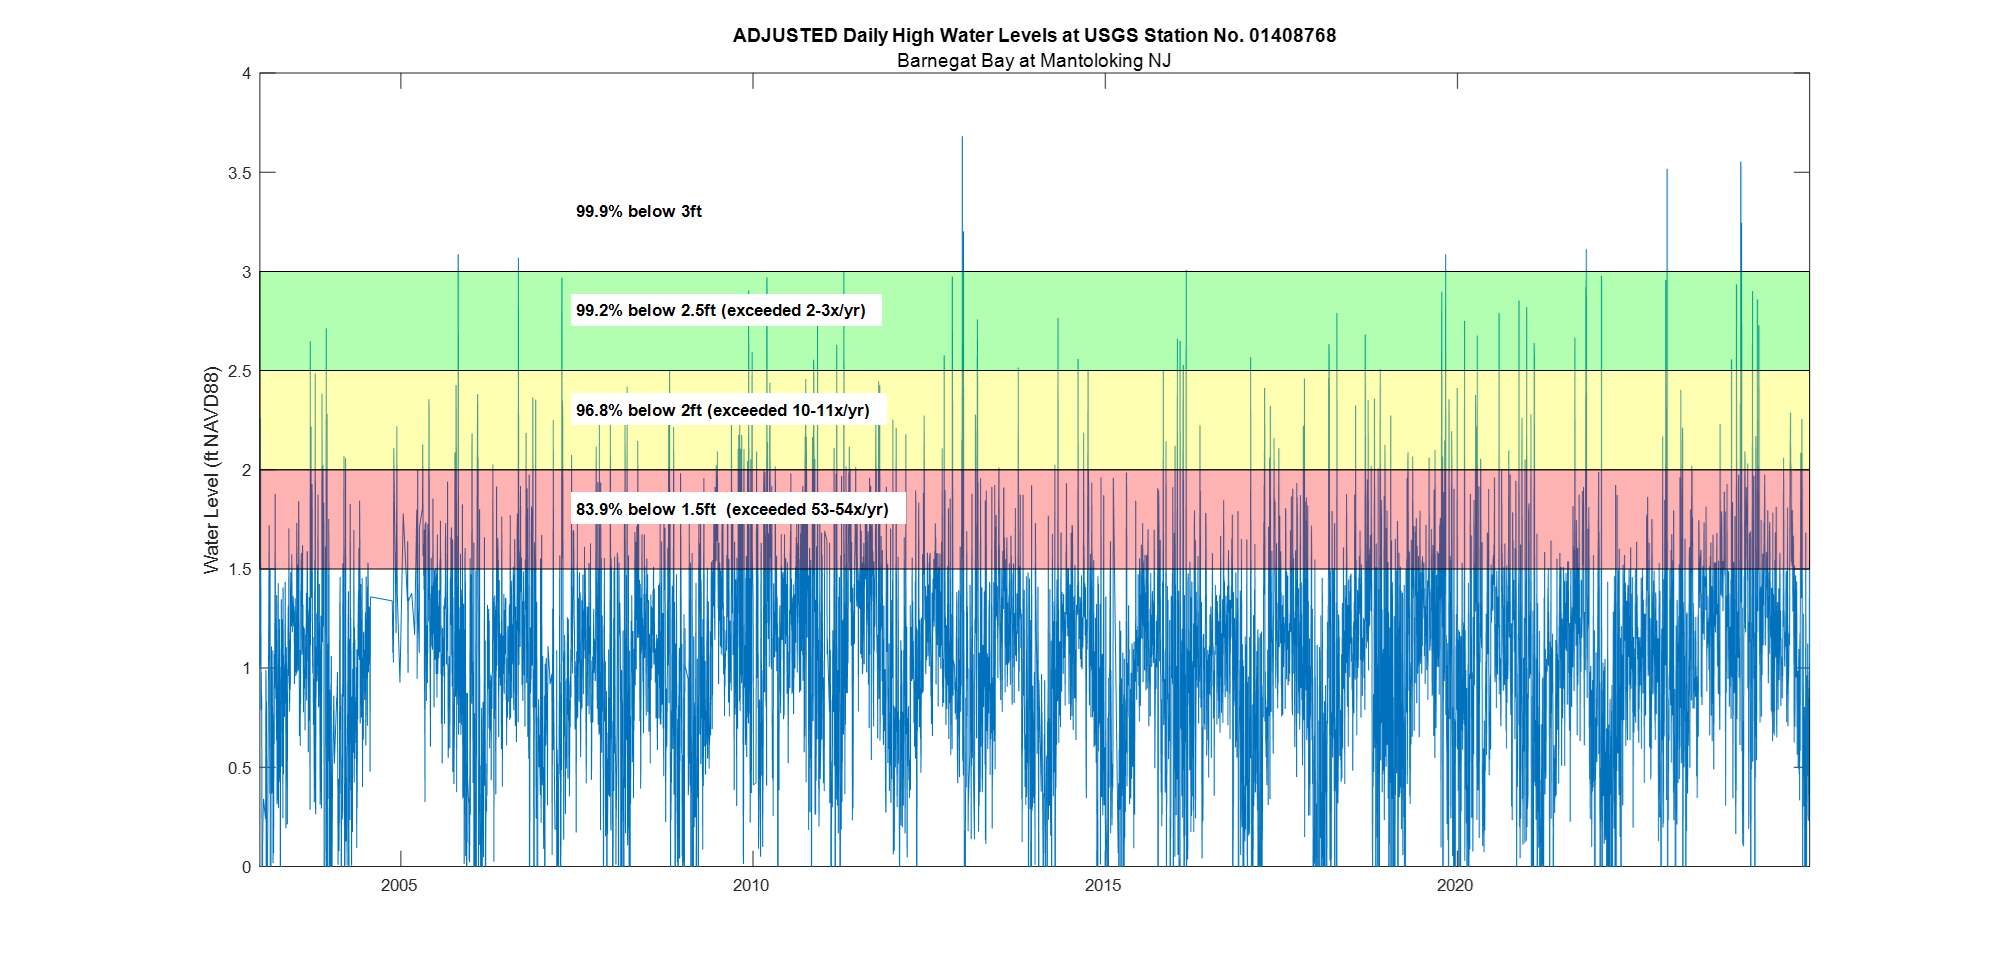 ADJUSTED Daily High Water Levels at USGS Station No. 01408768
Barnegat Bay at Mantoloking NJ
Water Level (ft NAVD88)
4
3.5
3
2.5
2
1.5
1
0.5
0
99.9% below 3ft
99.2% below 2.5ft (exceeded 2-3x/yr)
96.8% below 2ft (exceeded 10-11x/yr)
83.9% below 1.5ft  (exceeded 53-54x/yr)
2005
2010
2015
2020